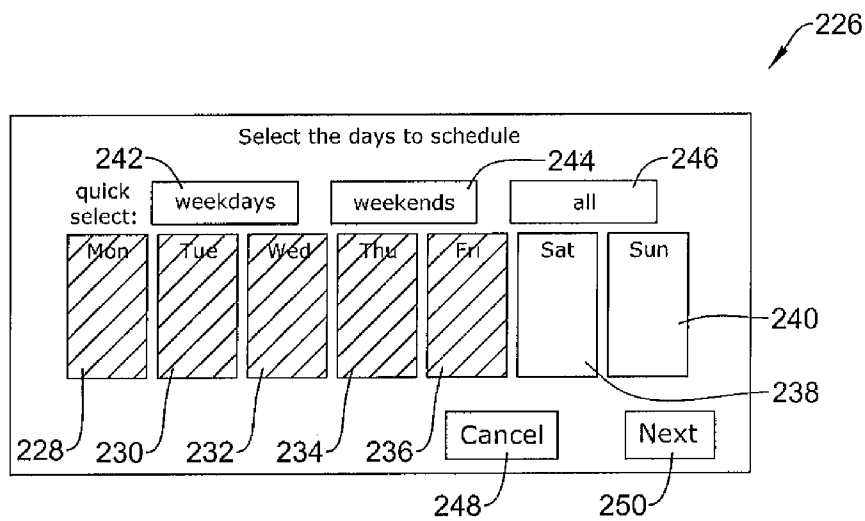 226
Select the days to schedule
242 244 246
quick select: weekdays weekends all
Mon Tue Wed Thu Fri Sat Sun
240
238
228 230 232 234 236 Cancel Next
248 250